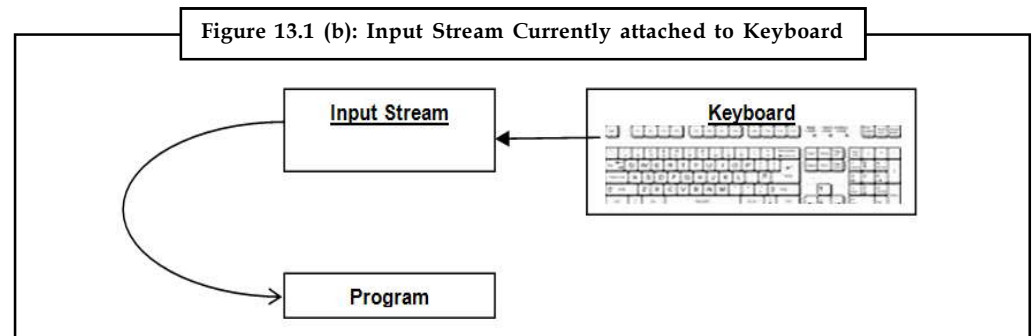 Figure 13.1 (b): Input Stream Currently attached to Keyboard
Input Stream
Keyboard
Program